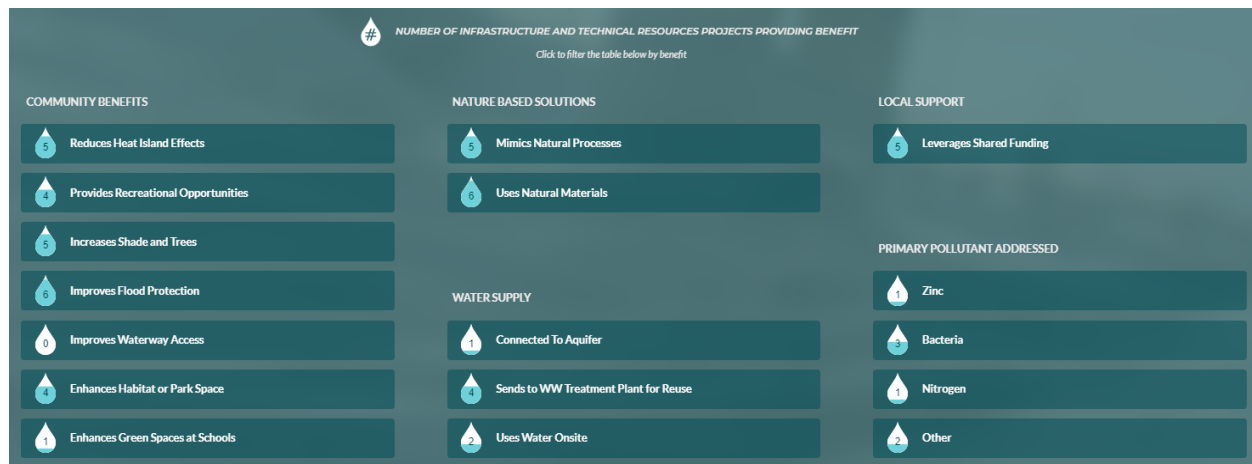 # NUMBER OF INFRASTRUCTURE AND TECHNICAL RESOURCES PROJECTS PROVIDING BENEFIT
Click to filter the table below by benefit
COMMUNITY BENEFITS
5 Reduces Heat Island Effects
4 Provides Recreational Opportunities
5 Increases Shade and Trees
6 Improves Flood Protection
0 Improves Waterway Access
4 Enhances Habitat or Park Space
1 Enhances Green Spaces at Schools
NATURE BASED SOLUTIONS
5 Mimics Natural Processes
6 Uses Natural Materials
WATER SUPPLY
1 Connected To Aquifer
4 Sends to WW Treatment Plant for Reuse
2 Uses Water Onsite
LOCAL SUPPORT
5 Leverages Shared Funding
PRIMARY POLLUTANT ADDRESSED
1 Zinc
3 Bacteria
1 Nitrogen
2 Other